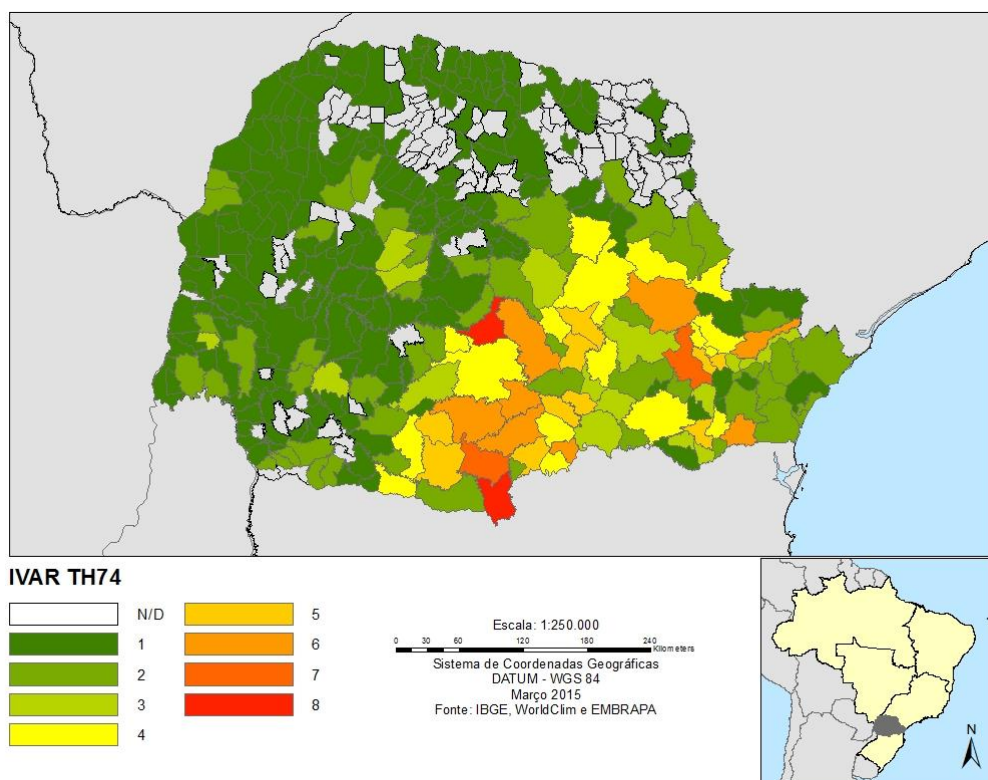 IVAR TH74
N/D
1
2
3
4
5
6
7
8
Escala: 1:250.000
0 30 60 120 180 240
Kilometers
Sistema de Coordenadas Geográficas
DATUM - WGS 84
Março 2015
Fonte: IBGE, WorldClim e EMBRAPA
N